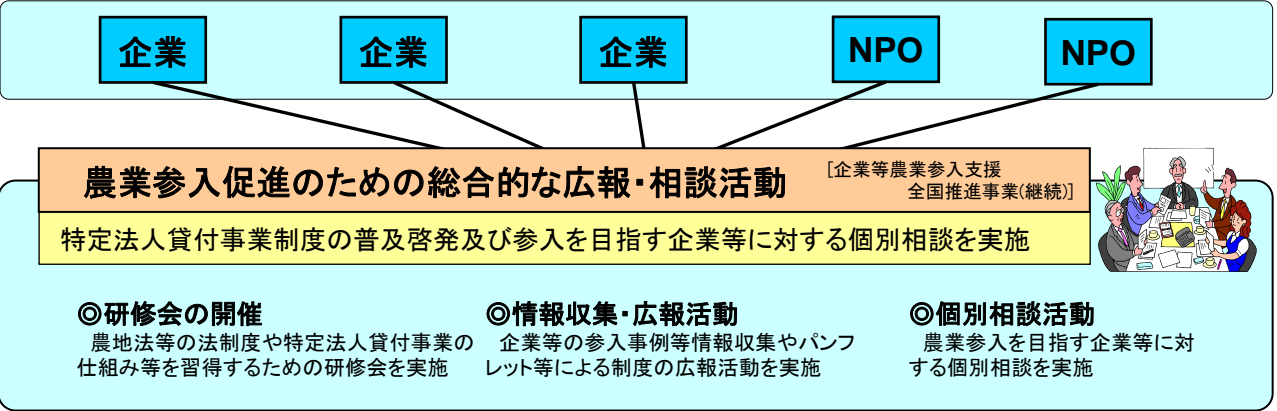 企業
企業
企業
NPO
NPO
農業参入促進のための総合的な広報・相談活動
[企業等農業参入支援
全国推進事業(継続)]
特定法人貸付事業制度の普及啓発及び参入を目指す企業等に対する個別相談を実施
◎研修会の開催
農地法等の法制度や特定法人貸付事業の
仕組み等を習得するための研修会を実施
◎情報収集・広報活動
企業等の参入事例等情報収集やパンフ
レット等による制度の広報活動を実施
◎個別相談活動
農業参入を目指す企業等に対
する個別相談を実施